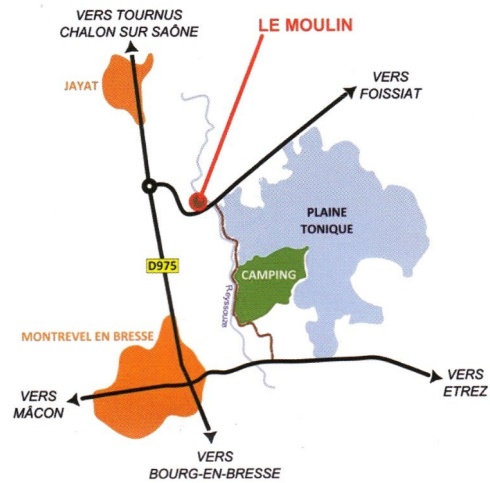 VERS TOURNUS
CHALON SUR SAÔNE
LE MOULIN
JAYAT
VERS
FOISSIAT
PLAINE
TONIQUE
D975
CAMPING
Reyssouze
MONTREVEL EN BRESSE
VERS
MÂCON
VERS
ETREZ
VERS
BOURG-EN-BRESSE